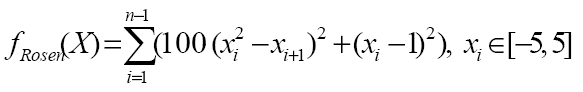 f_Rosen(X)=∑_{i=1}^{n-1}(100(x_i^2-x_{i+1})^2+(x_i-1)^2), x_i∈[-5,5]